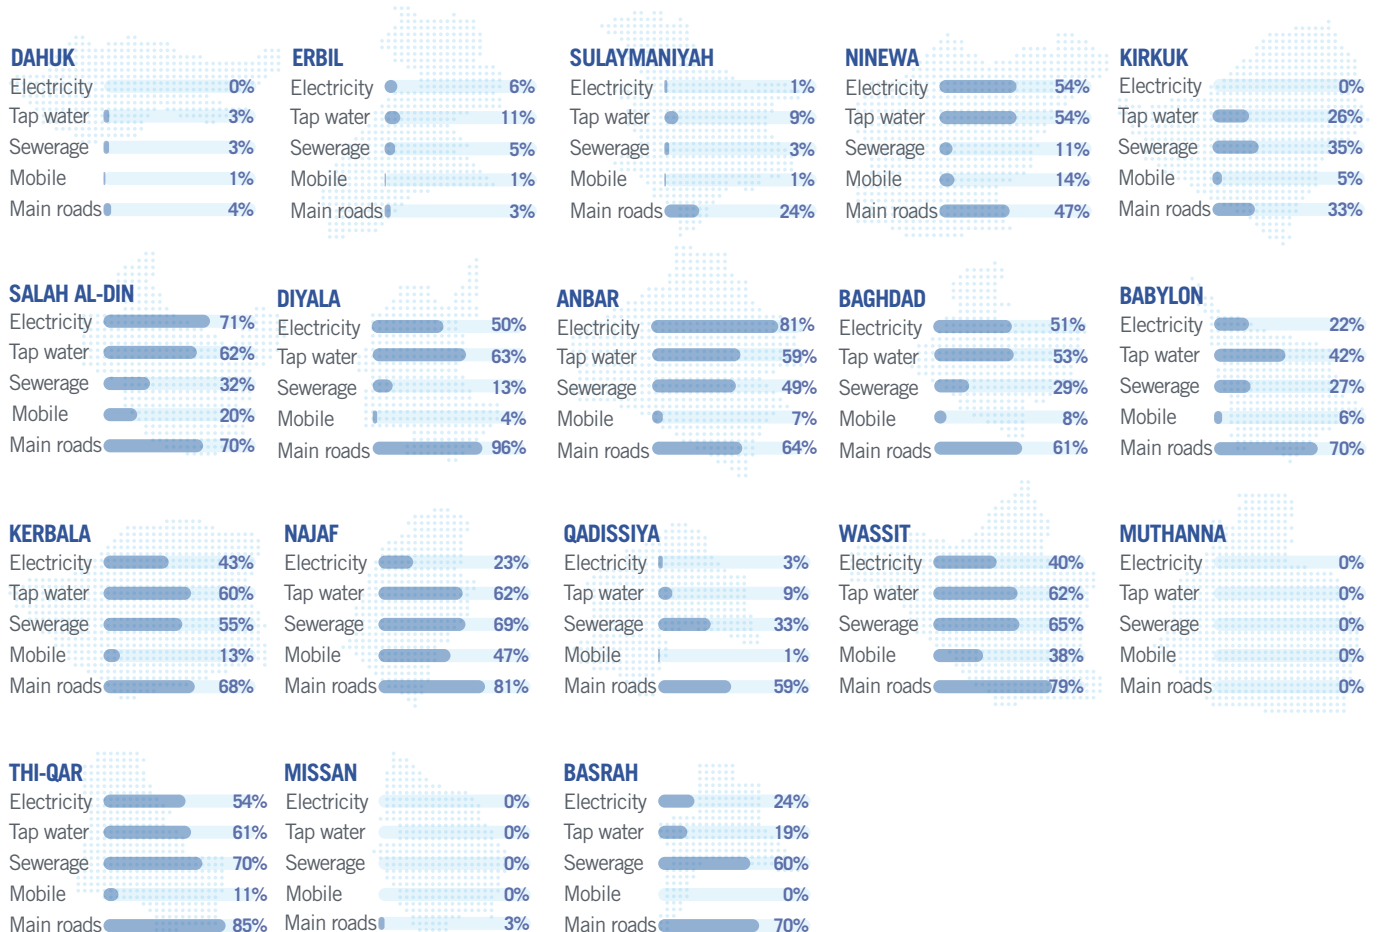 DAHUK
Electricity 0%
Tap water 3%
Sewerage 3%
Mobile 1%
Main roads 4%
ERBIL
Electricity 6%
Tap water 11%
Sewerage 5%
Mobile 1%
Main roads 3%
SULAYMANIYAH
Electricity 1%
Tap water 9%
Sewerage 3%
Mobile 1%
Main roads 24%
NINEWA
Electricity 54%
Tap water 54%
Sewerage 11%
Mobile 14%
Main roads 47%
KIRKUK
Electricity 0%
Tap water 26%
Sewerage 35%
Mobile 5%
Main roads 33%
SALAH AL-DIN
Electricity 71%
Tap water 62%
Sewerage 32%
Mobile 20%
Main roads 70%
DIYALA
Electricity 50%
Tap water 63%
Sewerage 13%
Mobile 4%
Main roads 96%
ANBAR
Electricity 81%
Tap water 59%
Sewerage 49%
Mobile 7%
Main roads 64%
BAGHDAD
Electricity 51%
Tap water 53%
Sewerage 29%
Mobile 8%
Main roads 61%
BABYLON
Electricity 22%
Tap water 42%
Sewerage 27%
Mobile 6%
Main roads 70%
KERBALA
Electricity 43%
Tap water 60%
Sewerage 55%
Mobile 13%
Main roads 68%
NAJAF
Electricity 23%
Tap water 62%
Sewerage 69%
Mobile 47%
Main roads 81%
QADISSIYA
Electricity 3%
Tap water 9%
Sewerage 33%
Mobile 1%
Main roads 59%
WASSIT
Electricity 40%
Tap water 62%
Sewerage 65%
Mobile 38%
Main roads 79%
MUTHANNA
Electricity 0%
Tap water 0%
Sewerage 0%
Mobile 0%
Main roads 0%
THI-QAR
Electricity 54%
Tap water 61%
Sewerage 70%
Mobile 11%
Main roads 85%
MISSAN
Electricity 0%
Tap water 0%
Sewerage 0%
Mobile 0%
Main roads 3%
BASRAH
Electricity 24%
Tap water 19%
Sewerage 60%
Mobile 0%
Main roads 70%